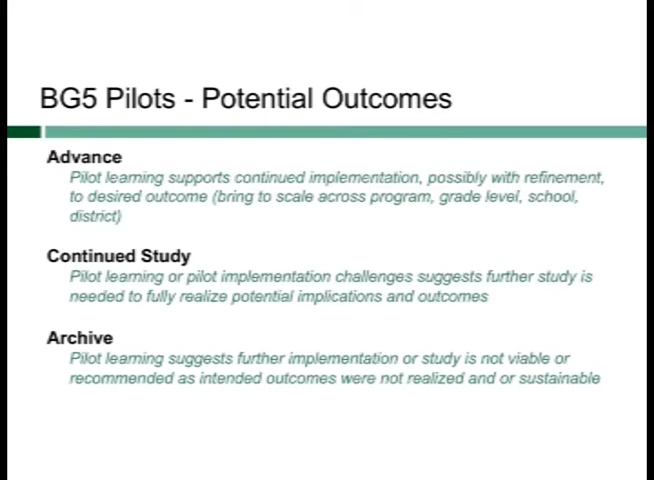 BG5 Pilots - Potential Outcomes
Advance
Pilot learning supports continued implementation, possibly with refinement,
to desired outcome (bring to scale across program, grade level, school,
district)
Continued Study
Pilot learning or pilot implementation challenges suggests further study is
needed to fully realize potential implications and outcomes
Archive
Pilot learning suggests further implementation or study is not viable or
recommended as intended outcomes were not realized and or sustainable